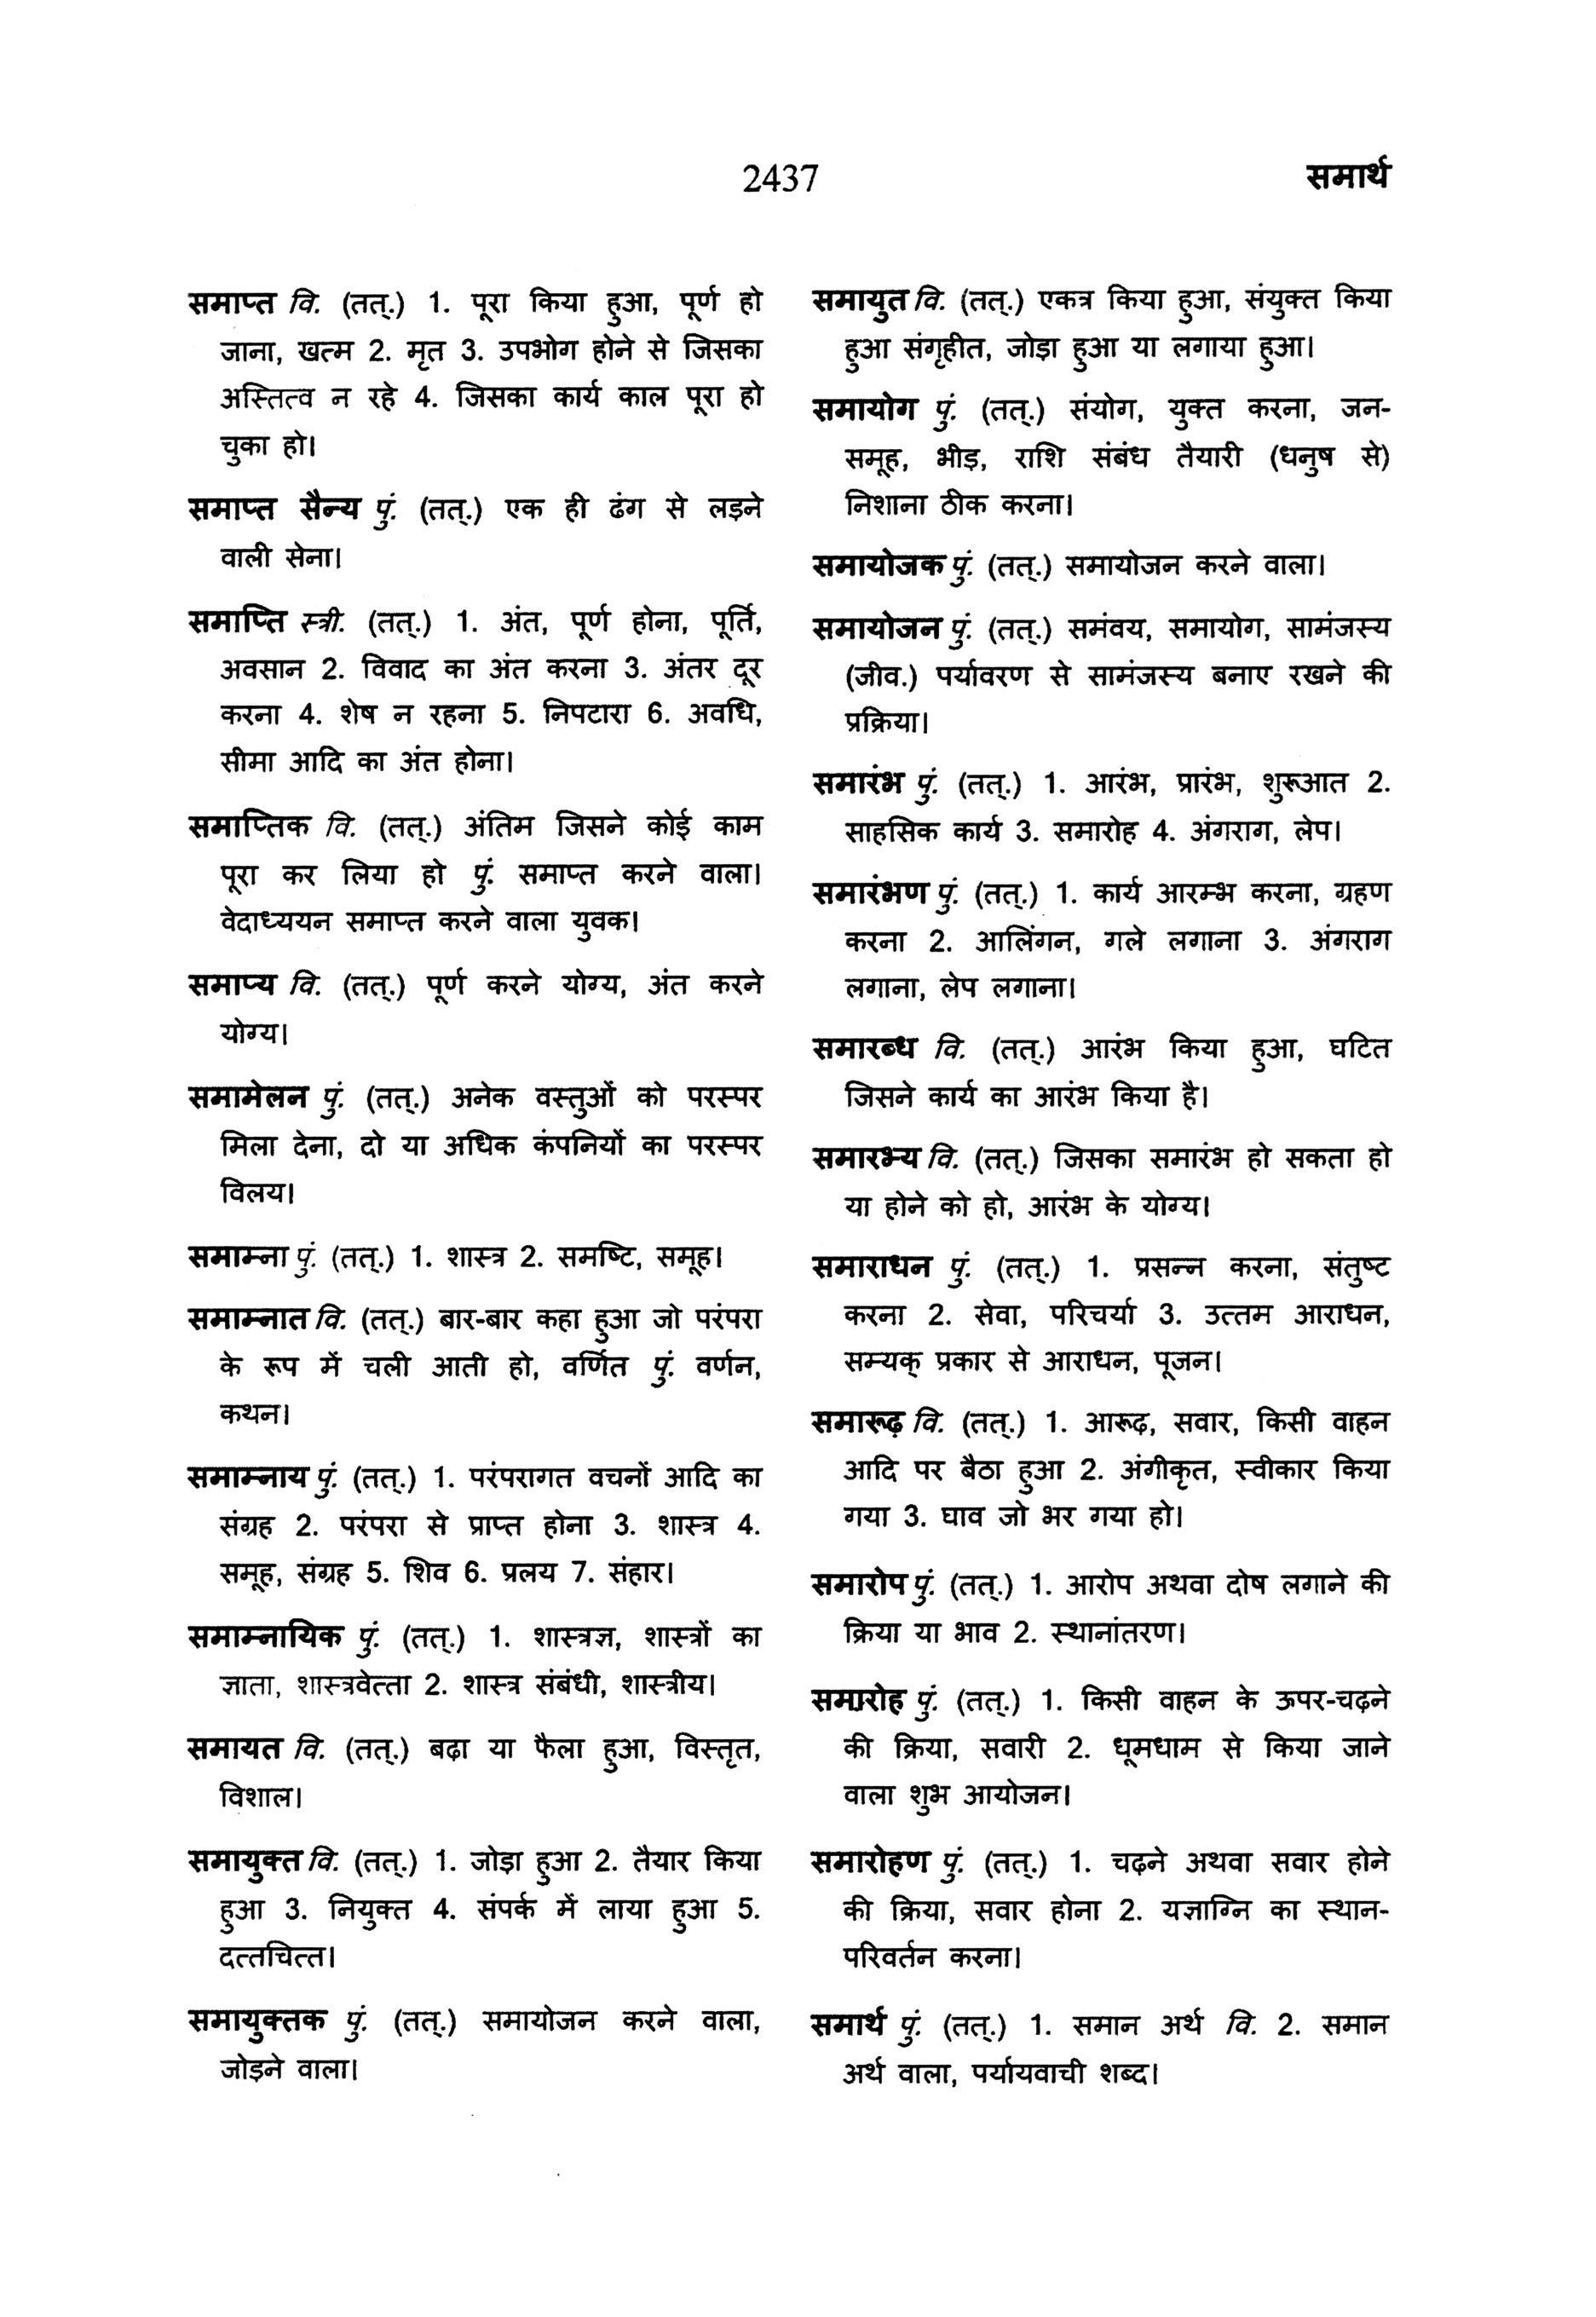 2437
समार्थ
समाप्त वि. (तत्.) 1. पूरा किया हुआ, पूर्ण हो
जाना, खत्म 2. मृत 3. उपभोग होने से जिसका
अस्तित्व न रहे 4. जिसका कार्य काल पूरा हो
चुका हो।
समाप्त सैन्य पुं. (तत्.) एक ही ढंग से लड़ने
वाली सेना।
समाप्ति स्त्री. (तत्.) 1. अंत, पूर्ण होना, पूर्ति,
अवसान 2. विवाद का अंत करना 3. अंतर दूर
करना 4. शेष न रहना 5. निपटारा 6. अवधि,
सीमा आदि का अंत होना।
समाप्तिक वि. (तत्.) अंतिम जिसने कोई काम
पूरा कर लिया हो पुं. समाप्त करने वाला।
वेदाध्ययन समाप्त करने वाला युवक।
समाप्य वि. (तत्.) पूर्ण करने योग्य, अंत करने
योग्य।
समामेलन पुं. (तत्.) अनेक वस्तुओं को परस्पर
मिला देना, दो या अधिक कंपनियों का परस्पर
विलय।
समाम्ना पुं. (तत्.) 1. शास्त्र 2. समष्टि, समूह।
समाम्नात वि. (तत्.) बार-बार कहा हुआ जो परंपरा
के रूप में चली आती हो, वर्णित पुं. वर्णन,
कथन।
समाम्नाय पुं. (तत्.) 1. परंपरागत वचनों आदि का
संग्रह 2. परंपरा से प्राप्त होना 3. शास्त्र 4.
समूह, संग्रह 5. शिव 6. प्रलय 7. संहार।
समाम्नायिक पुं. (तत्.) 1. शास्त्रज्ञ, शास्त्रों का
ज्ञाता, शास्त्रवेत्ता 2. शास्त्र संबंधी, शास्त्रीय।
समायत वि. (तत्.) बढ़ा या फैला हुआ, विस्तृत,
विशाल।
समायुक्त वि. (तत्.) 1. जोड़ा हुआ 2. तैयार किया
हुआ 3. नियुक्त 4. संपर्क में लाया हुआ 5.
दत्तचित्त।
समायुक्तक पुं. (तत्.) समायोजन करने वाला,
जोड़ने वाला।
समायुत वि. (तत्.) एकत्र किया हुआ, संयुक्त किया
हुआ संगृहीत, जोड़ा हुआ या लगाया हुआ।
समायोग पुं. (तत्.) संयोग, युक्त करना, जन-
समूह, भीड़, राशि संबंध तैयारी (धनुष से)
निशाना ठीक करना।
समायोजक पुं. (तत्.) समायोजन करने वाला।
समायोजन पुं. (तत्.) समंवय, समायोग, सामंजस्य
(जीव.) पर्यावरण से सामंजस्य बनाए रखने की
प्रक्रिया।
समारंभ पुं. (तत्.) 1. आरंभ, प्रारंभ, शुरूआत 2.
साहसिक कार्य 3. समारोह 4. अंगराग, लेप।
समारंभण पुं. (तत्.) 1. कार्य आरम्भ करना, ग्रहण
करना 2. आलिंगन, गले लगाना 3. अंगराग
लगाना, लेप लगाना।
समारब्ध वि. (तत्.) आरंभ किया हुआ, घटित
जिसने कार्य का आरंभ किया है।
समारभ्य वि. (तत्.) जिसका समारंभ हो सकता हो
या होने को हो, आरंभ के योग्य।
समाराधन पुं. (तत्.) 1. प्रसन्न करना, संतुष्ट
करना 2. सेवा, परिचर्या 3. उत्तम आराधन,
सम्यक् प्रकार से आराधन, पूजन।
समारूढ़ वि. (तत्.) 1. आरूढ़, सवार, किसी वाहन
आदि पर बैठा हुआ 2. अंगीकृत, स्वीकार किया
गया 3. घाव जो भर गया हो।
समारोप पुं. (तत्.) 1. आरोप अथवा दोष लगाने की
क्रिया या भाव 2. स्थानांतरण।
समारोह पुं. (तत्.) 1. किसी वाहन के ऊपर-चढ़ने
की क्रिया, सवारी 2. धूमधाम से किया जाने
वाला शुभ आयोजन।
समारोहण पुं. (तत्.) 1. चढ़ने अथवा सवार होने
की क्रिया, सवार होना 2. यज्ञाग्नि का स्थान-
परिवर्तन करना।
समार्थ पुं. (तत्.) 1. समान अर्थ वि. 2. समान
अर्थ वाला, पर्यायवाची शब्द।